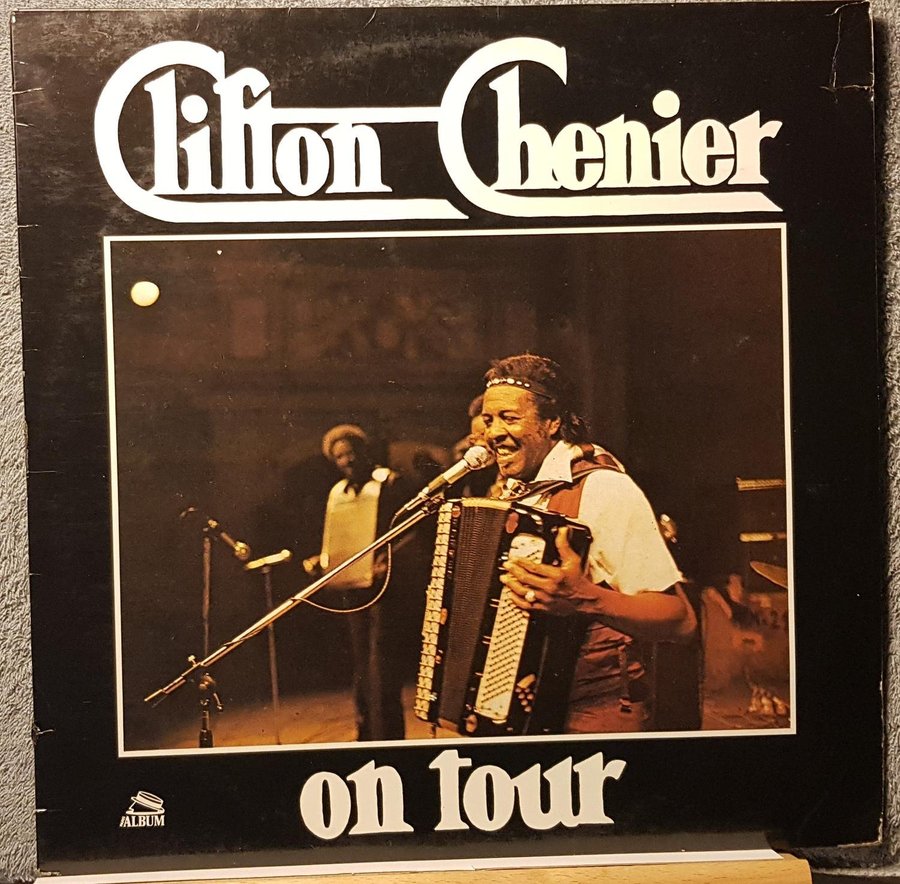 Clifton Chenier
on tour
ALBUM